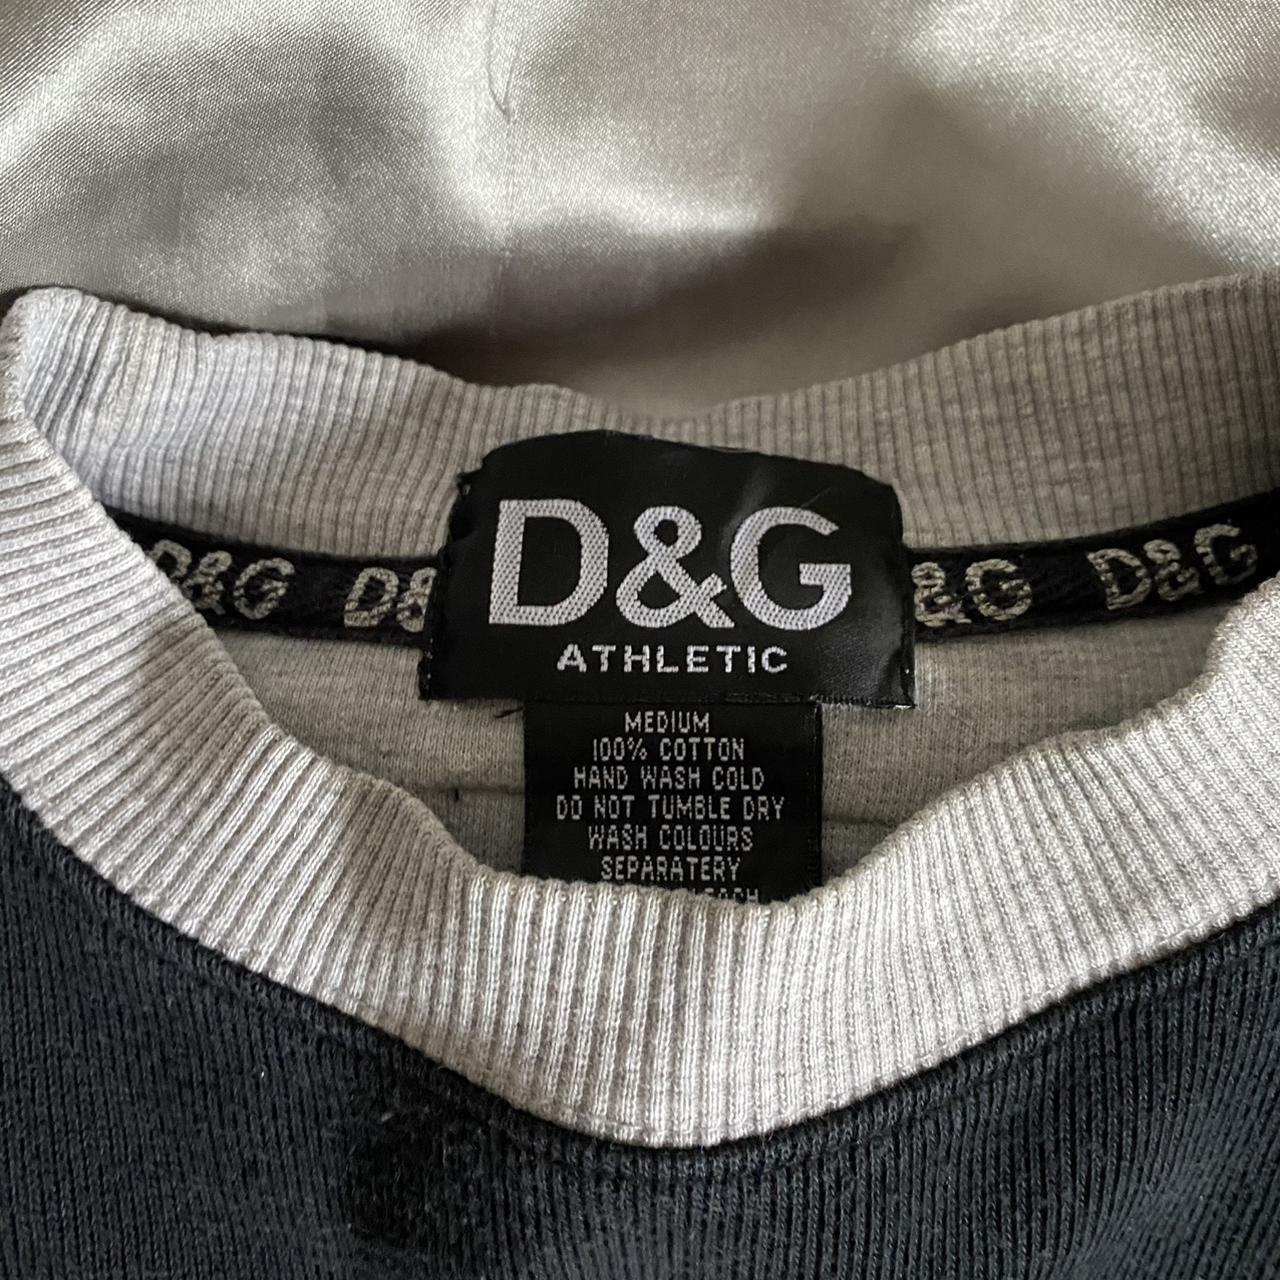 D&G
ATHLETIC
D&G D& &G D&G
MEDIUM
100% COTTON
HAND WASH COLD
DO NOT TUMBLE DRY
WASH COLOURS
SEPARATERY